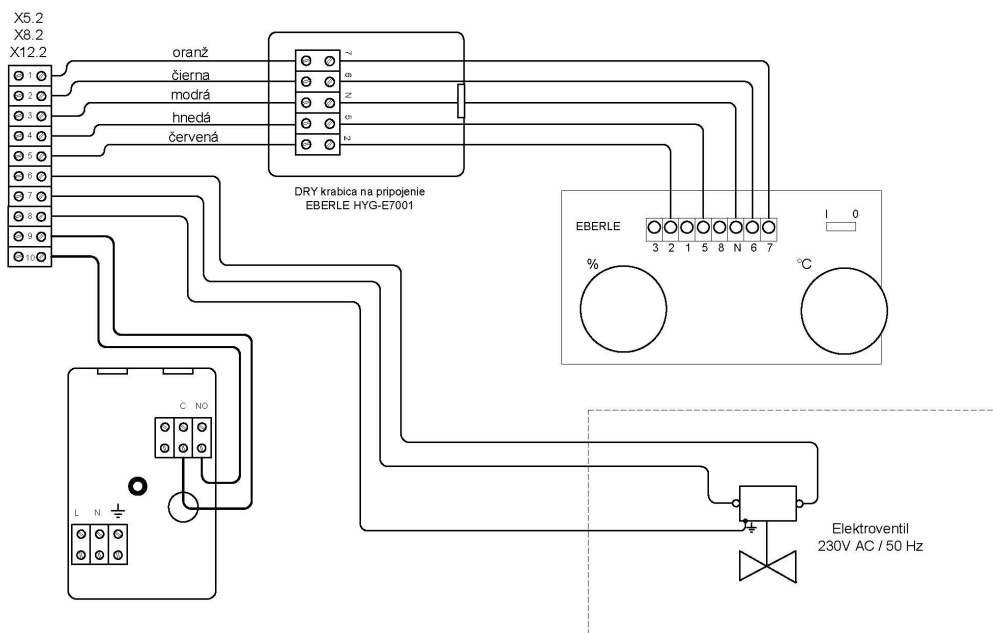 X5.2
X8.2
X12.2
1
2
3
4
5
6
7
8
9
10
oranž
čierna
modrá
hnedá
červená
7
6
N
5
2
DRY krabica na pripojenie
EBERLE HYG-E7001
EBERLE
I 0
3 2 1 5 8 N 6 7
% °C
C NO
L N
Elektroventil
230V AC / 50 Hz